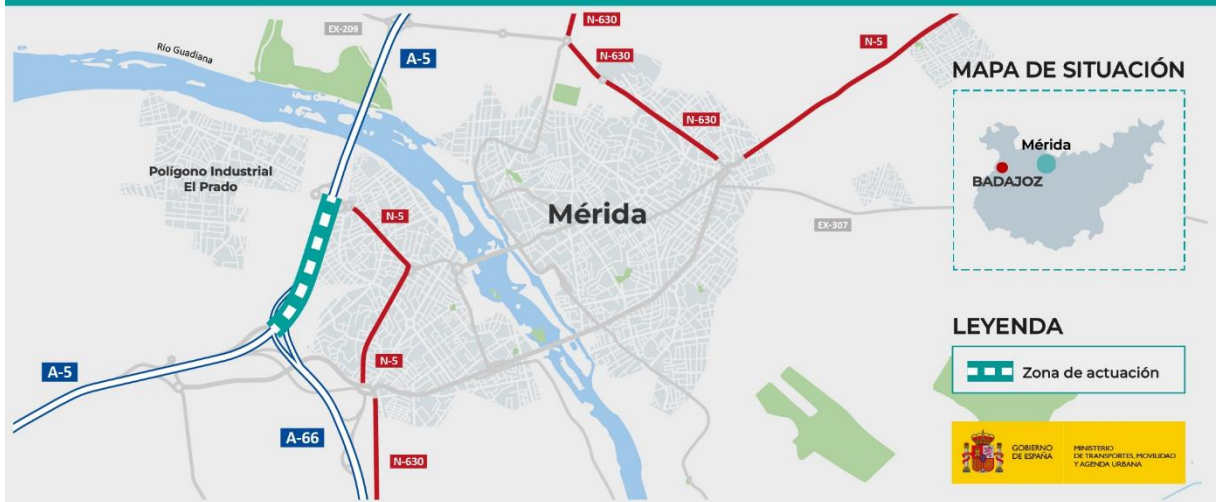 EX-209
N-630
A-5
Río Guadiana
N-630
N-5
MAPA DE SITUACIÓN
N-630
Mérida
BADAJOZ
Polígono Industrial
El Prado
N-5
Mérida
EX-307
LEYENDA
Zona de actuación
N-5
A-5
A-66
N-630
GOBIERNO
DE ESPAÑA
MINISTERIO
DE TRANSPORTES, MOVILIDAD
Y AGENDA URBANA